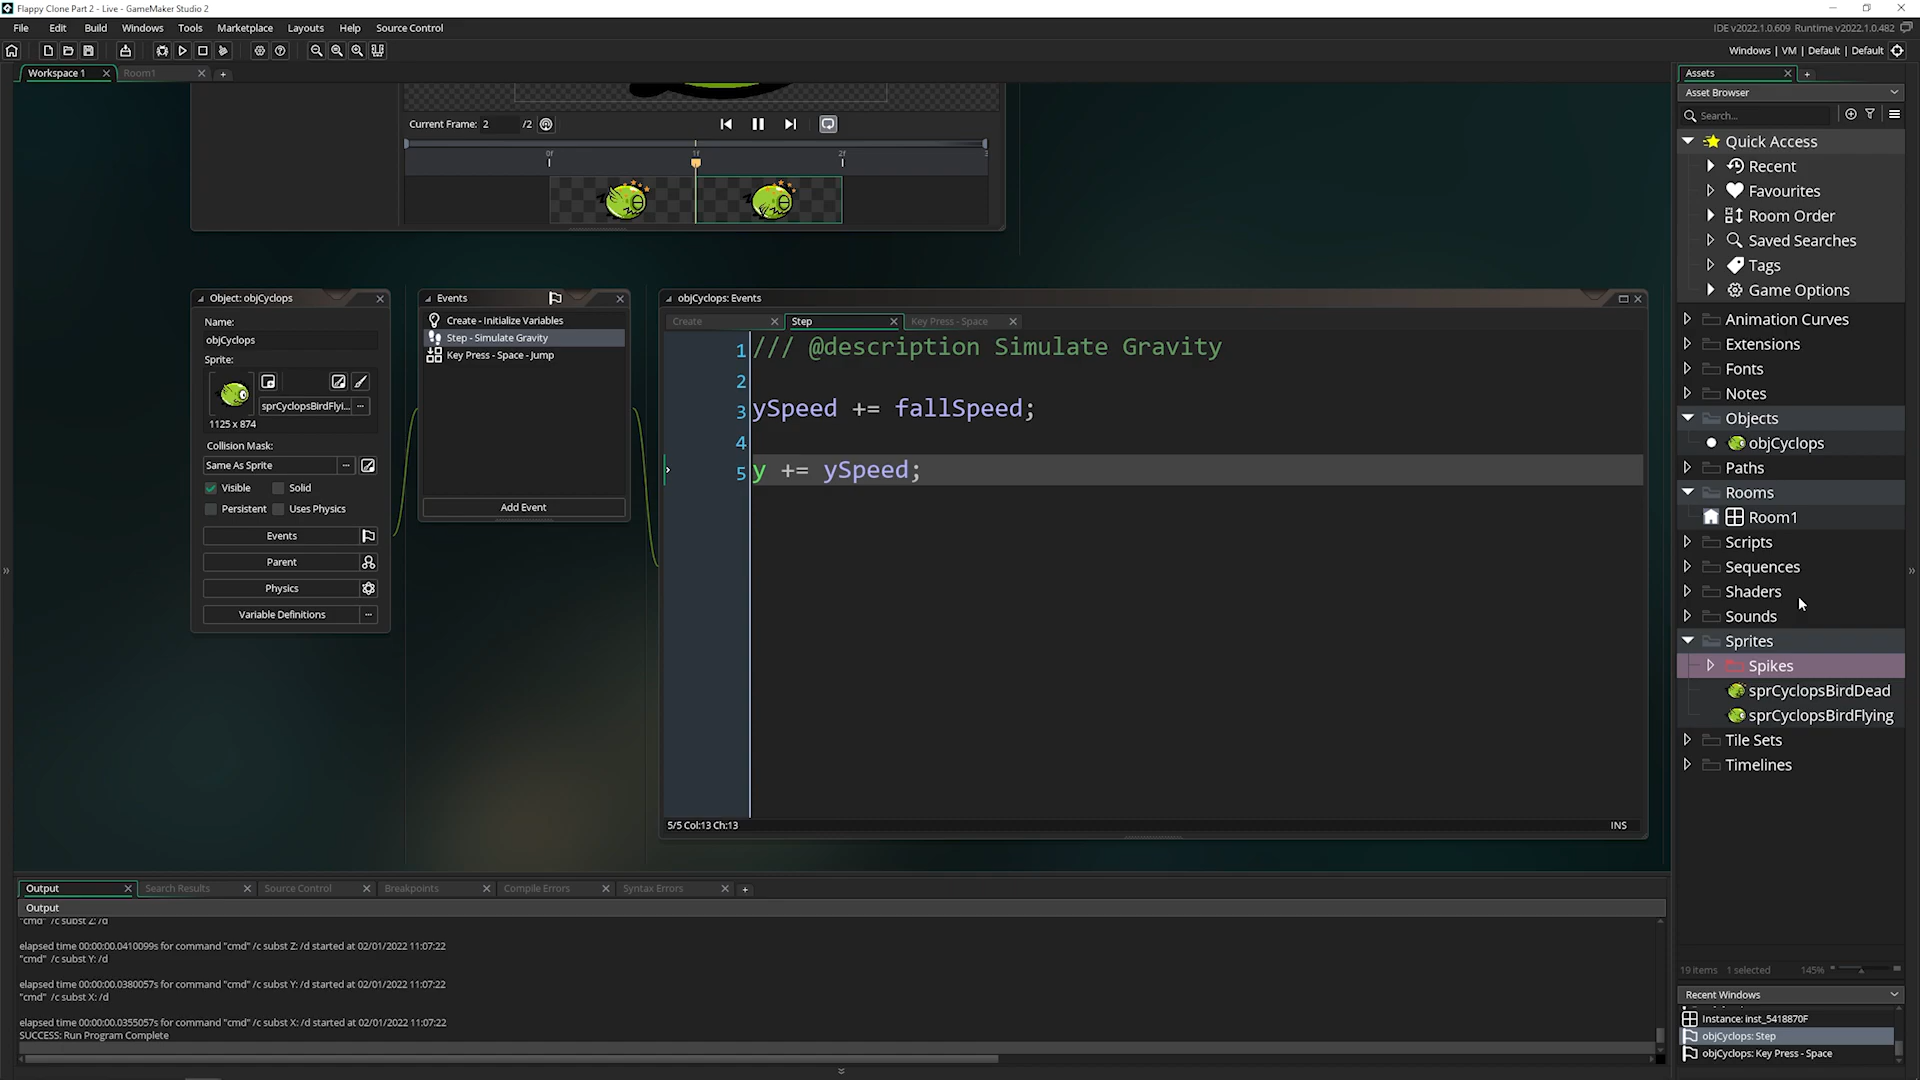 Flappy Clone Part 2 - Live - GameMaker Studio 2
File Edit Build Windows Tools Marketplace Layouts Help Source Control
IDE v2022.1.0.609 Runtime v2022.1.0.482
Windows | VM | Default | Default
Workspace 1
Room1
Current Frame: 2 /2
0f
1f
2f
3
Object: objCyclops
Name:
objCyclops
Sprite:
sprCyclopsBirdFlyi...
1125 x 874
Collision Mask:
Same As Sprite
Visible
Solid
Persistent
Uses Physics
Events
Parent
Physics
Variable Definitions
Events
Create - Initialize Variables
Step - Simulate Gravity
Key Press - Space - Jump
Add Event
objCyclops: Events
Create
Step
Key Press - Space
1 /// @description Simulate Gravity
2
3 ySpeed += fallSpeed;
4
5 y += ySpeed;
5/5 Col:13 Ch:13
INS
Output
Search Results
Source Control
Breakpoints
Compile Errors
Syntax Errors
Output
"cmd" /c subst Z: /d
elapsed time 00:00:00.0410099s for command "cmd" /c subst Z: /d started at 02/01/2022 11:07:22
"cmd" /c subst Y: /d
elapsed time 00:00:00.0380057s for command "cmd" /c subst Y: /d started at 02/01/2022 11:07:22
"cmd" /c subst X: /d
elapsed time 00:00:00.0355057s for command "cmd" /c subst X: /d started at 02/01/2022 11:07:22
SUCCESS: Run Program Complete
Assets
Asset Browser
Search...
Quick Access
Recent
Favourites
Room Order
Saved Searches
Tags
Game Options
Animation Curves
Extensions
Fonts
Notes
Objects
objCyclops
Paths
Rooms
Room1
Scripts
Sequences
Shaders
Sounds
Sprites
Spikes
sprCyclopsBirdDead
sprCyclopsBirdFlying
Tile Sets
Timelines
19 items 1 selected 145%
Recent Windows
Instance: inst_5418870F
objCyclops: Step
objCyclops: Key Press - Space